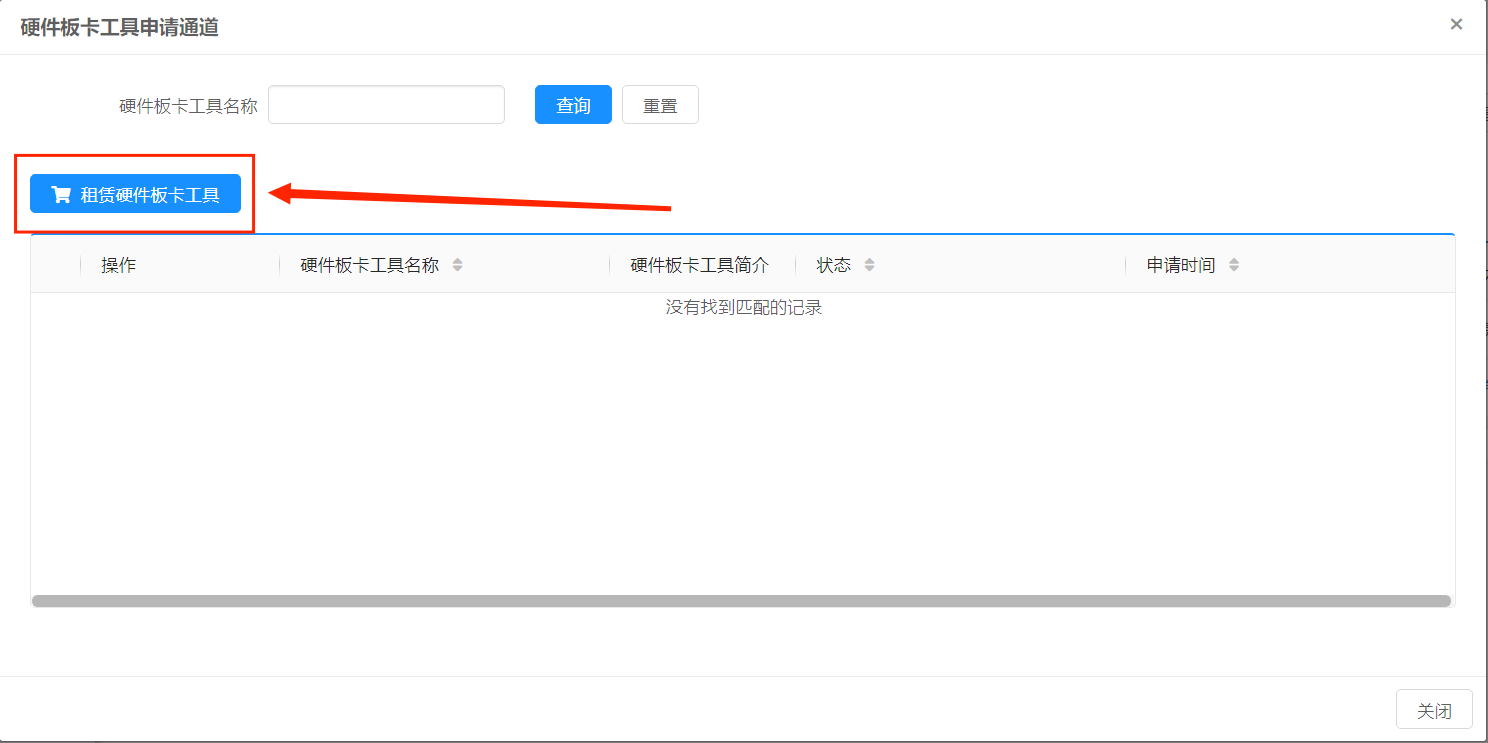 硬件板卡工具申请通道
硬件板卡工具名称 查询 重置
租赁硬件板卡工具
操作 硬件板卡工具名称 硬件板卡工具简介 状态 申请时间
没有找到匹配的记录
关闭